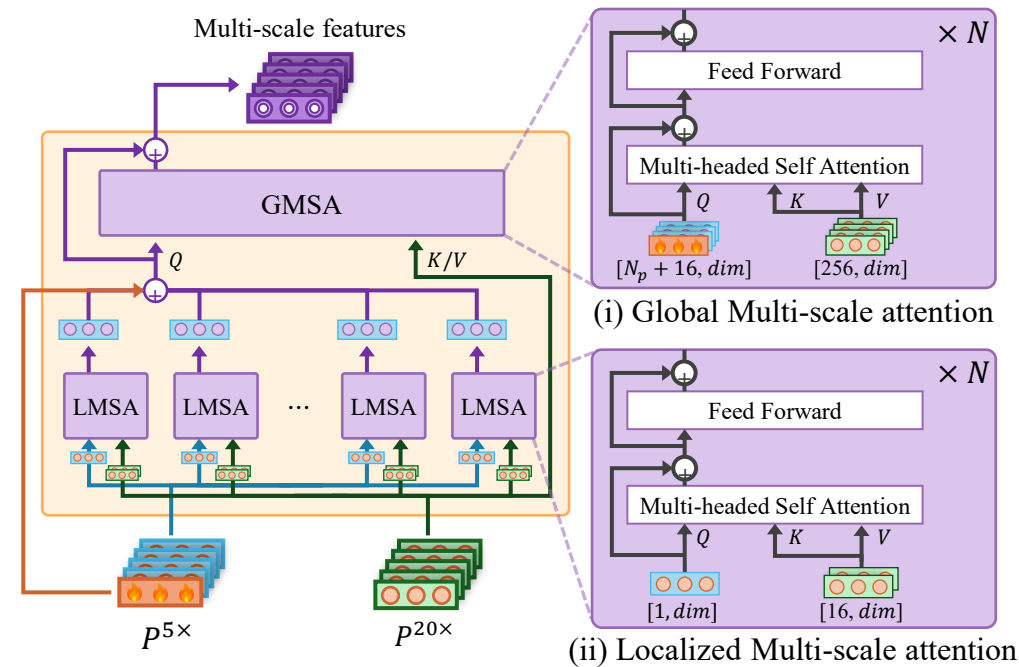 Multi-scale features
GMSA
Q
K/V
LMSA
LMSA
...
LMSA
LMSA
P^{5×}
P^{20×}
× N
Feed Forward
Multi-headed Self Attention
Q
K
V
[N_p + 16, dim]
[256, dim]
(i) Global Multi-scale attention
× N
Feed Forward
Multi-headed Self Attention
Q
K
V
[1, dim]
[16, dim]
(ii) Localized Multi-scale attention